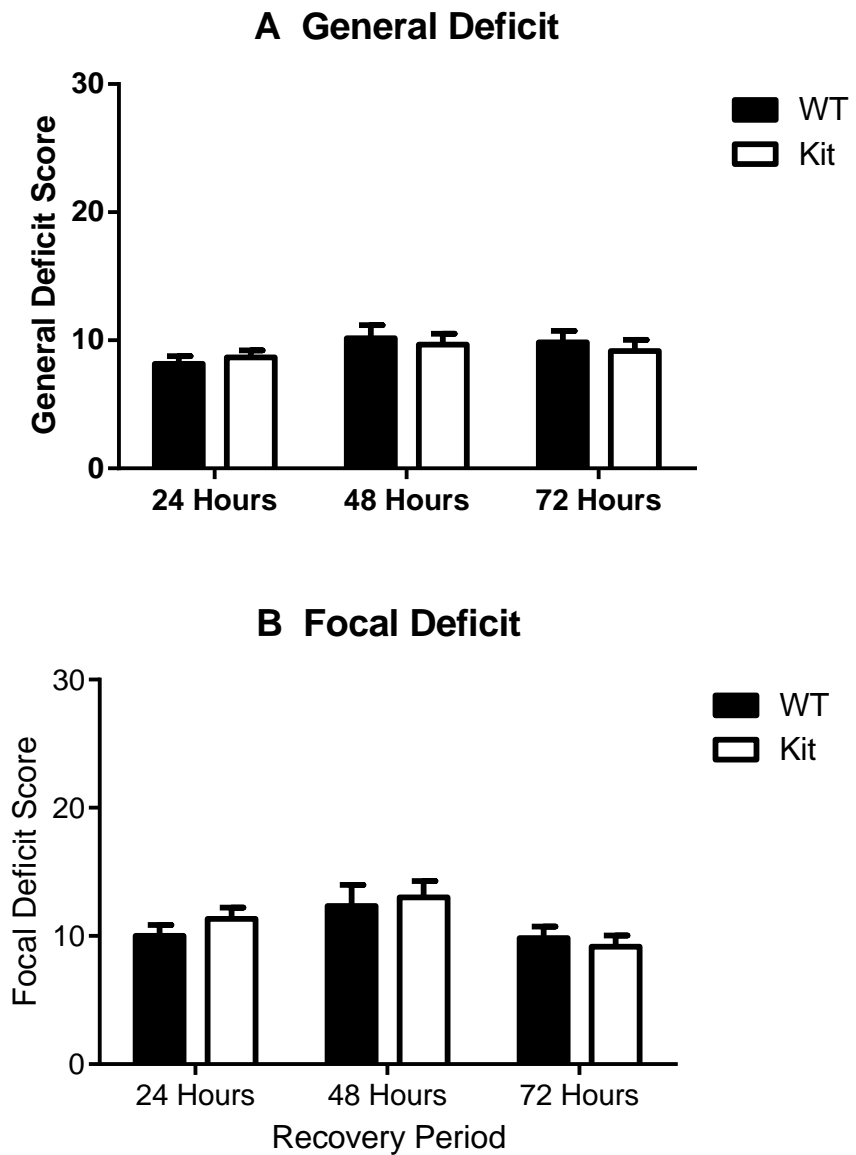 A General Deficit
WT
Kit
General Deficit Score
30
20
10
0
24 Hours 48 Hours 72 Hours
B Focal Deficit
WT
Kit
Focal Deficit Score
30
20
10
0
24 Hours 48 Hours 72 Hours
Recovery Period